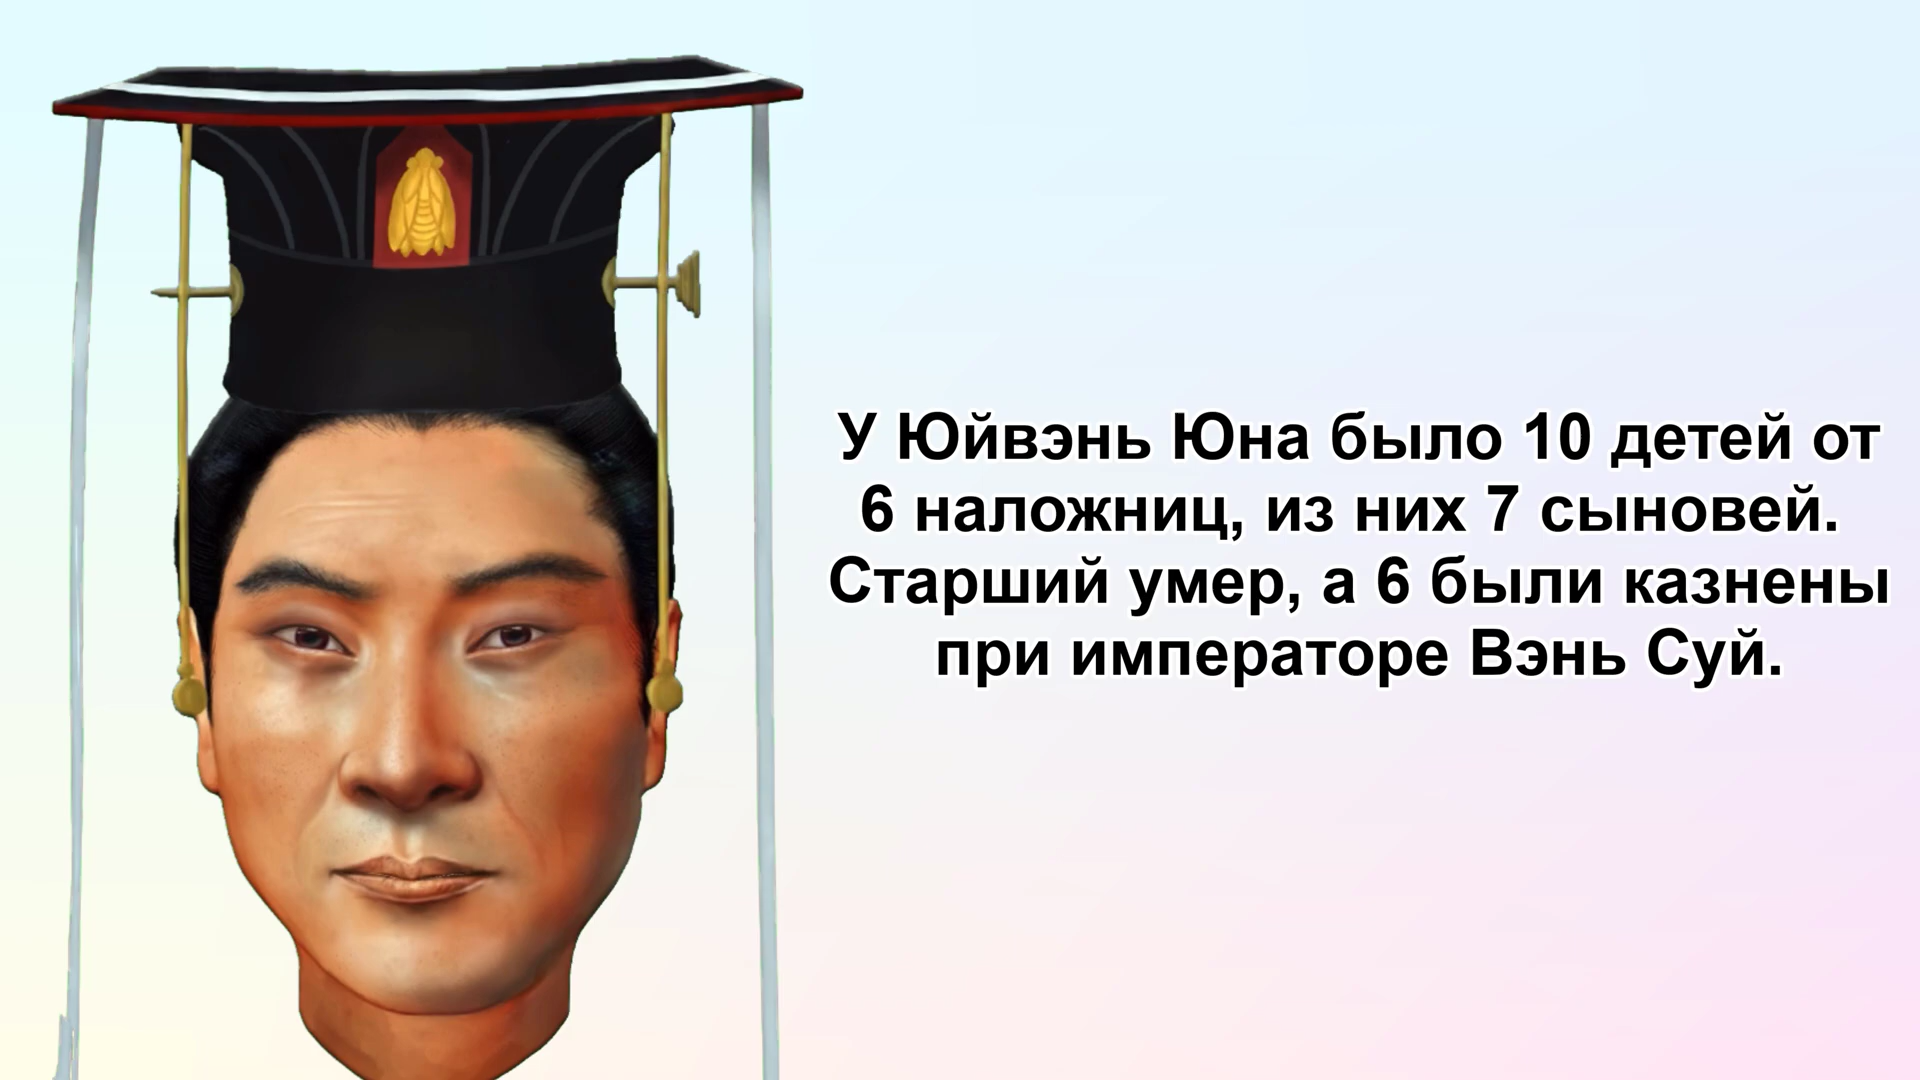 У Юйвэнь Юна было 10 детей от
6 наложниц, из них 7 сыновей.
Старший умер, а 6 были казнены
при императоре Вэнь Суй.